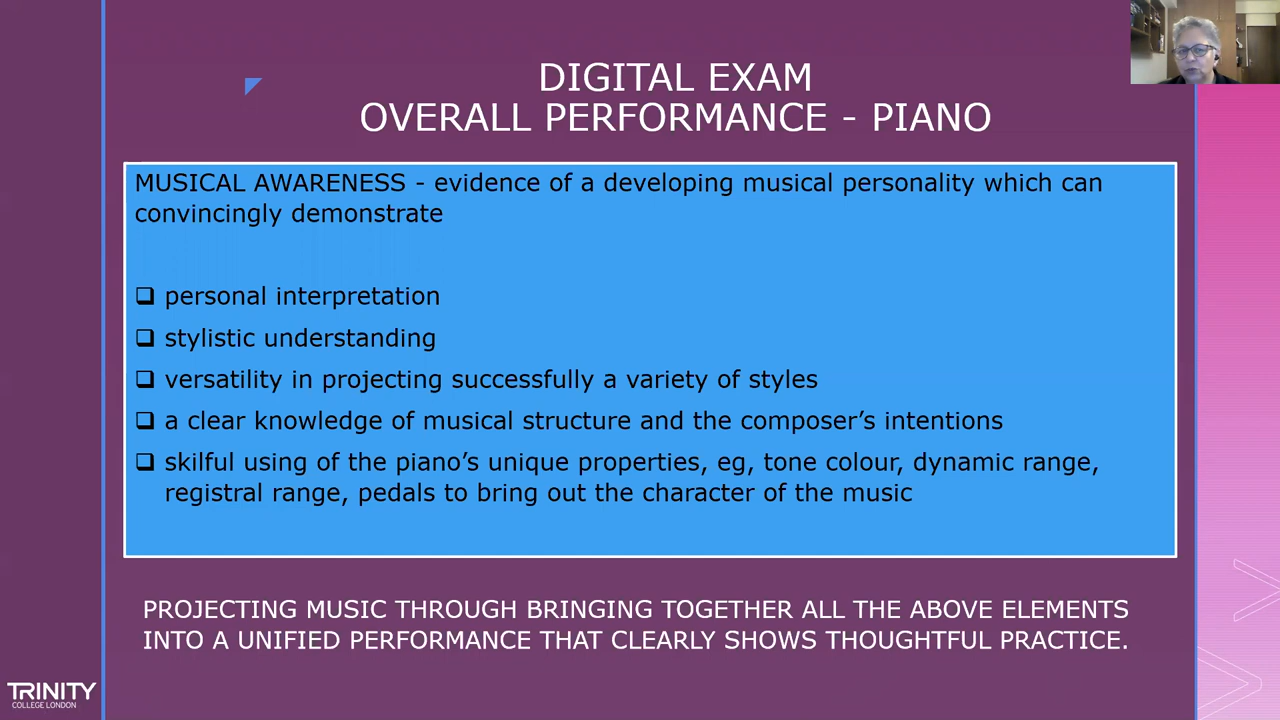 DIGITAL EXAM
OVERALL PERFORMANCE - PIANO
MUSICAL AWARENESS - evidence of a developing musical personality which can
convincingly demonstrate
personal interpretation
stylistic understanding
versatility in projecting successfully a variety of styles
a clear knowledge of musical structure and the composer’s intentions
skilful using of the piano’s unique properties, eg, tone colour, dynamic range,
registral range, pedals to bring out the character of the music
PROJECTING MUSIC THROUGH BRINGING TOGETHER ALL THE ABOVE ELEMENTS
INTO A UNIFIED PERFORMANCE THAT CLEARLY SHOWS THOUGHTFUL PRACTICE.
TRINITY
COLLEGE LONDON